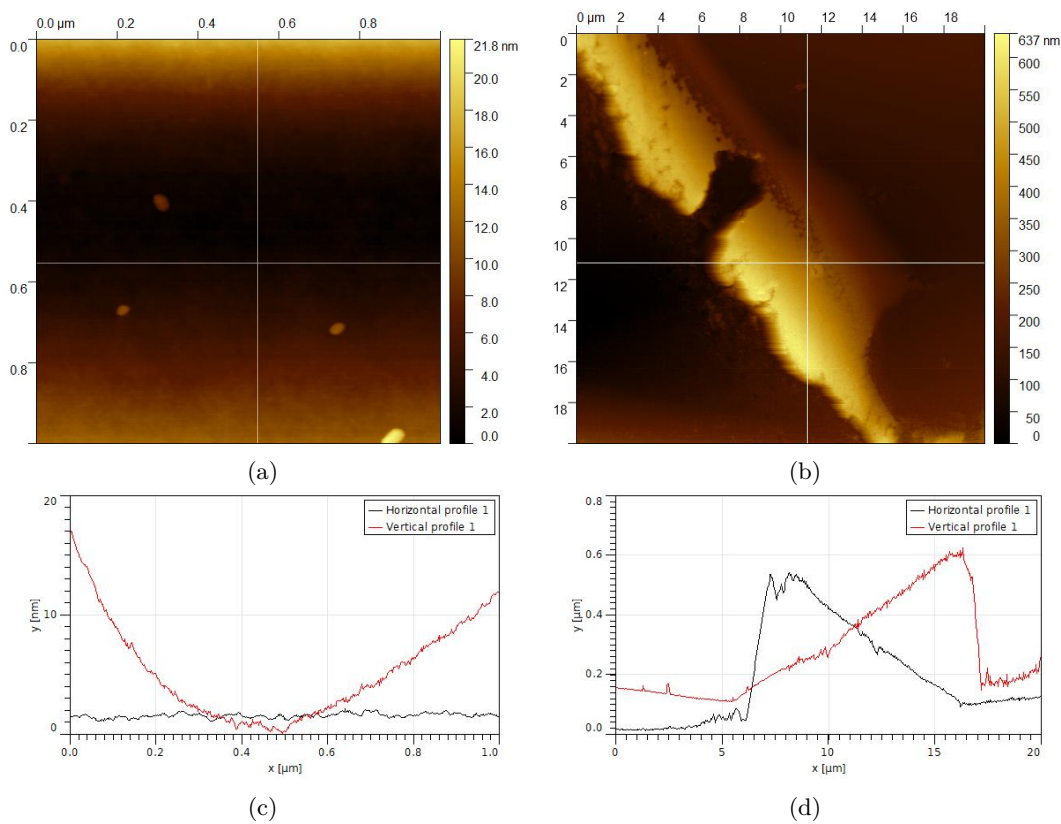 0.0 µm 0.2 0.4 0.6 0.8
0.0
0.2
0.4
0.6
0.8
21.8 nm
20.0
18.0
16.0
14.0
12.0
10.0
8.0
6.0
4.0
2.0
0.0
(a)
0 µm 2 4 6 8 11 14 16 18
0
2
4
6
8
10
12
14
16
18
637 nm
600
550
500
450
400
350
300
250
200
150
100
50
0
(b)
20
10
0
y [nm]
Horizontal profile 1
Vertical profile 1
0.0 0.2 0.4 0.6 0.8 1.0
x [µm]
(c)
0.8
0.6
0.4
0.2
0.0
y [µm]
Horizontal profile 1
Vertical profile 1
0 5 10 15 20
x [µm]
(d)